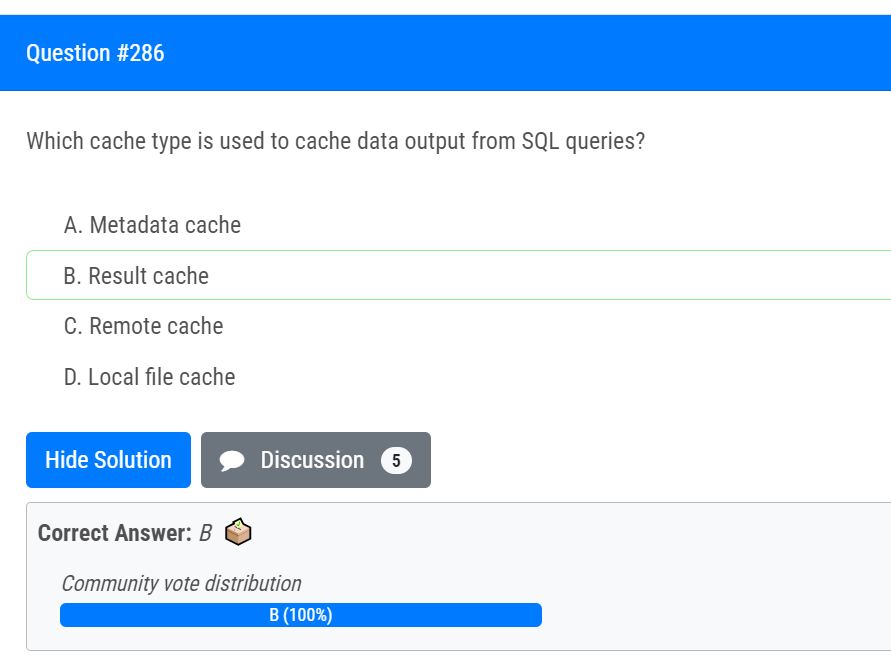 Question #286
Which cache type is used to cache data output from SQL queries?
A. Metadata cache
B. Result cache
C. Remote cache
D. Local file cache
Hide Solution
Discussion 5
Correct Answer: B
Community vote distribution
B (100%)